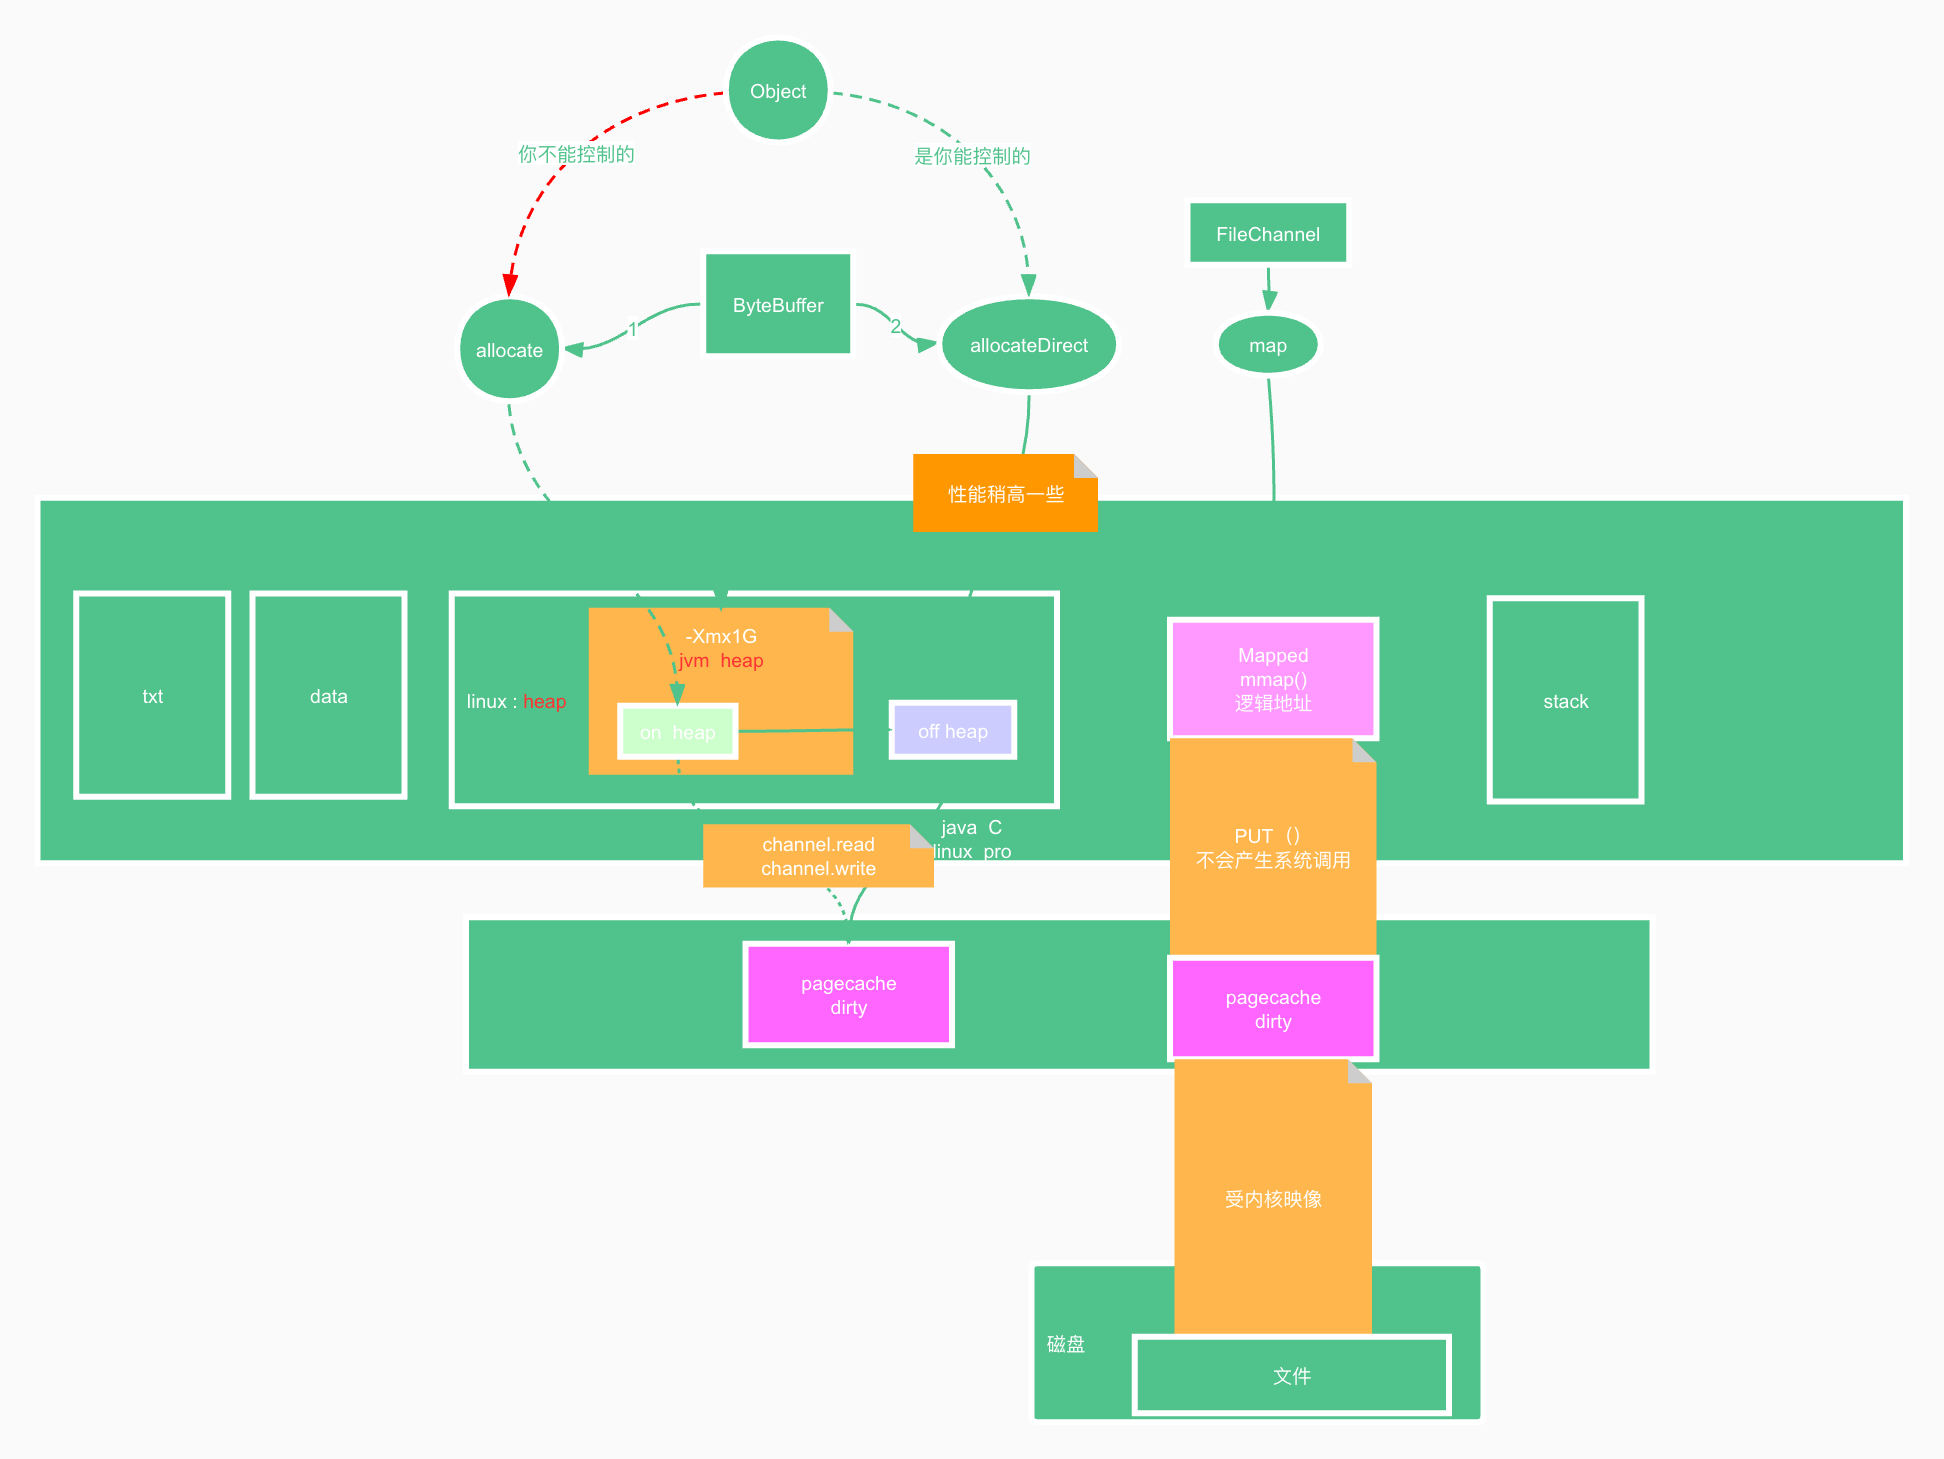 Object
你不能控制的
是你能控制的
FileChannel
ByteBuffer
1
2
allocate
allocateDirect
map
性能稍高一些
txt
data
linux : heap
-Xmx1G
jvm heap
on heap
off heap
Mapped
mmap()
逻辑地址
stack
java C
linux pro
channel.read
channel.write
PUT（）
不会产生系统调用
pagecache
dirty
pagecache
dirty
受内核映像
磁盘
文件